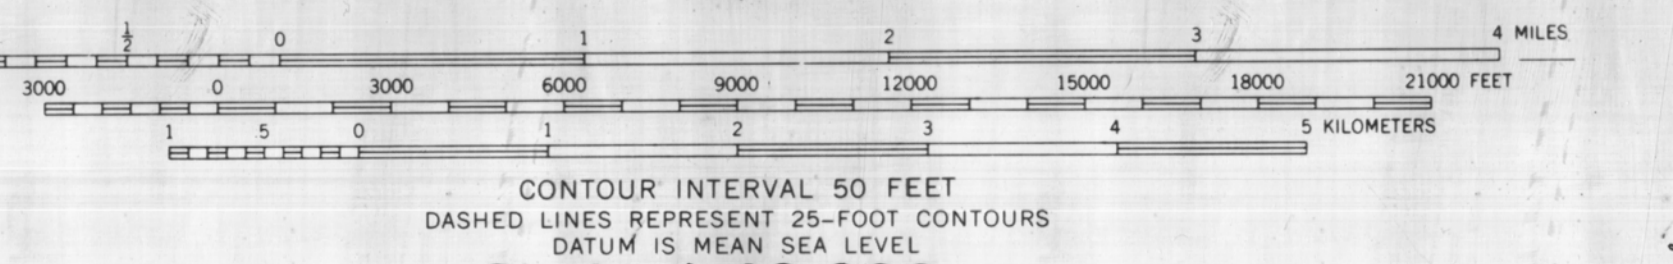 ½ 0 1 2 3 4 MILES
3000 0 3000 6000 9000 12000 15000 18000 21000 FEET
1 .5 0 1 2 3 4 5 KILOMETERS
CONTOUR INTERVAL 50 FEET
DASHED LINES REPRESENT 25-FOOT CONTOURS
DATUM IS MEAN SEA LEVEL